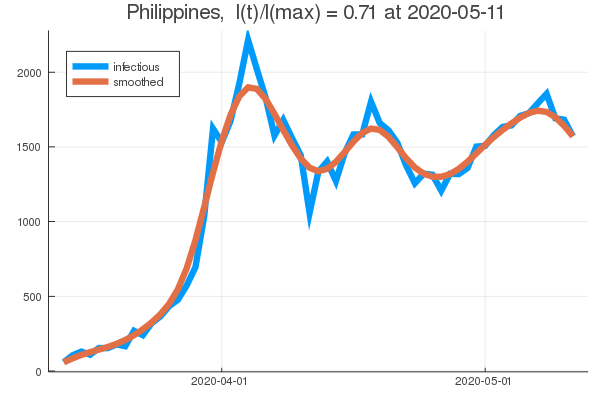 Philippines, I(t)/I(max) = 0.71 at 2020-05-11
infectious
smoothed
2000
1500
1000
500
0
2020-04-01
2020-05-01